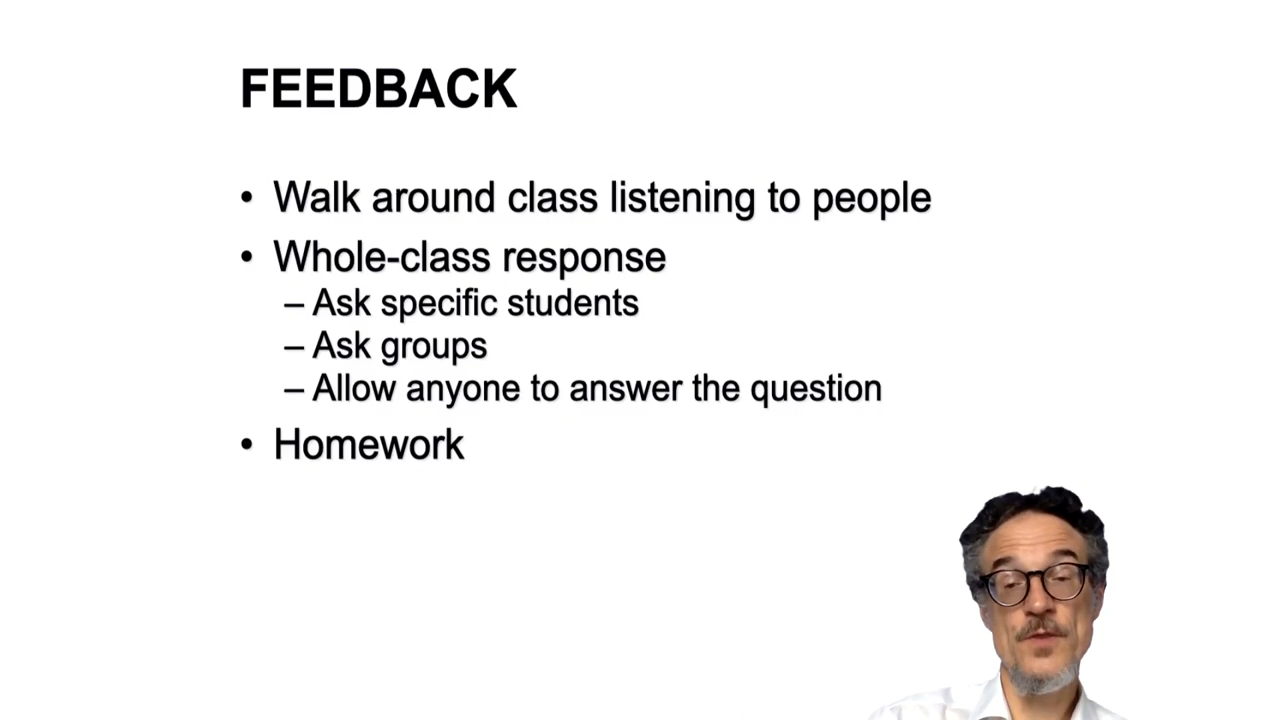 FEEDBACK
• Walk around class listening to people
• Whole-class response
– Ask specific students
– Ask groups
– Allow anyone to answer the question
• Homework